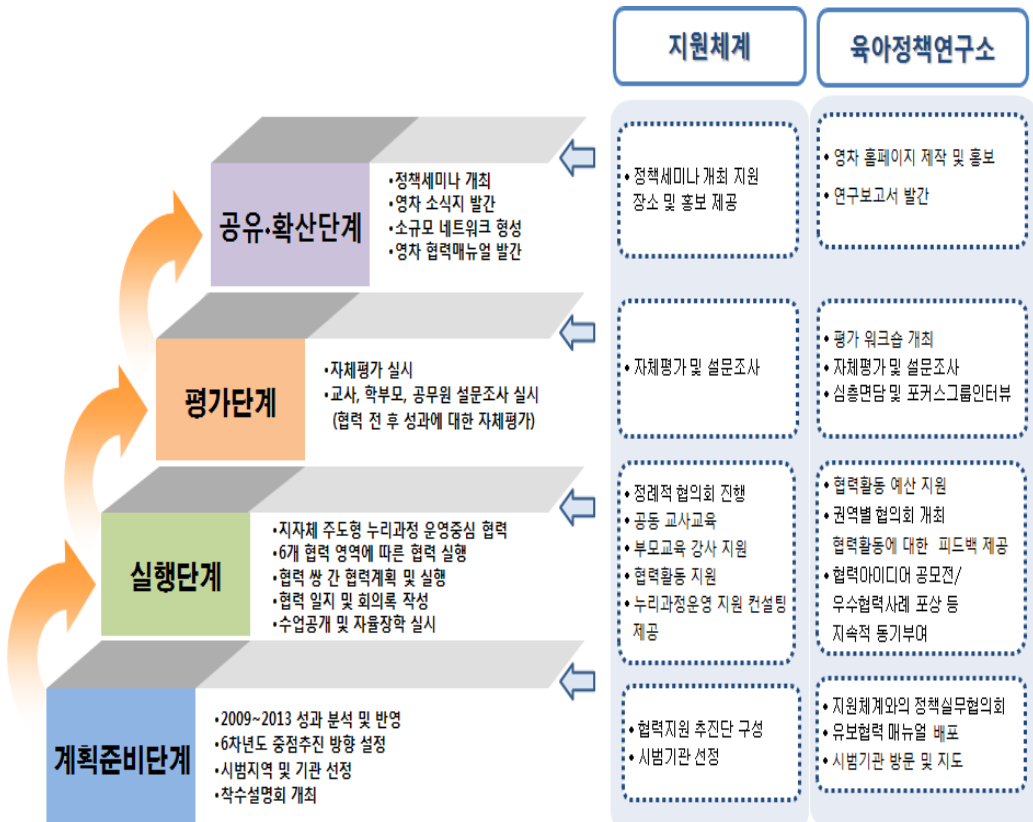 지원체계
육아정책연구소
공유·확산단계
•정책세미나 개최
•영차 소식지 발간
•소규모 네트워크 형성
•영차 협력매뉴얼 발간
• 정책세미나 개최 지원
장소 및 홍보 제공
• 영차 홈페이지 제작 및 홍보
• 연구보고서 발간
평가단계
•자체평가 실시
•교사, 학부모, 공무원 설문조사 실시
(협력 전 후 성과에 대한 자체평가)
• 자체평가 및 설문조사
• 평가 워크숍 개최
• 자체평가 및 설문조사
• 심층면담 및 포커스그룹인터뷰
실행단계
•지자체 주도형 누리과정 운영중심 협력
•6개 협력 영역에 따른 협력 실행
•협력 쌍 간 협력계획 및 실행
•협력 일지 및 회의록 작성
•수업공개 및 자율장학 실시
• 정례적 협의회 진행
• 공동 교사교육
• 부모교육 강사 지원
• 협력활동 지원
• 누리과정운영 지원 컨설팅
제공
• 협력활동 예산 지원
• 권역별 협의회 개최
협력활동에 대한 피드백 제공
• 협력아이디어 공모전/
우수협력사례 포상 등
지속적 동기부여
계획준비단계
•2009~2013 성과 분석 및 반영
•6차년도 중점추진 방향 설정
•시범지역 및 기관 선정
•착수설명회 개최
• 협력지원 추진단 구성
• 시범기관 선정
• 지원체계와의 정책실무협의회
• 유보협력 매뉴얼 배포
• 시범기관 방문 및 지도